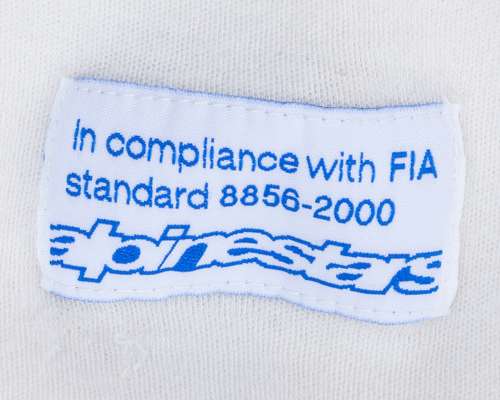 In compliance with FIA
standard 8856-2000
alpinestars